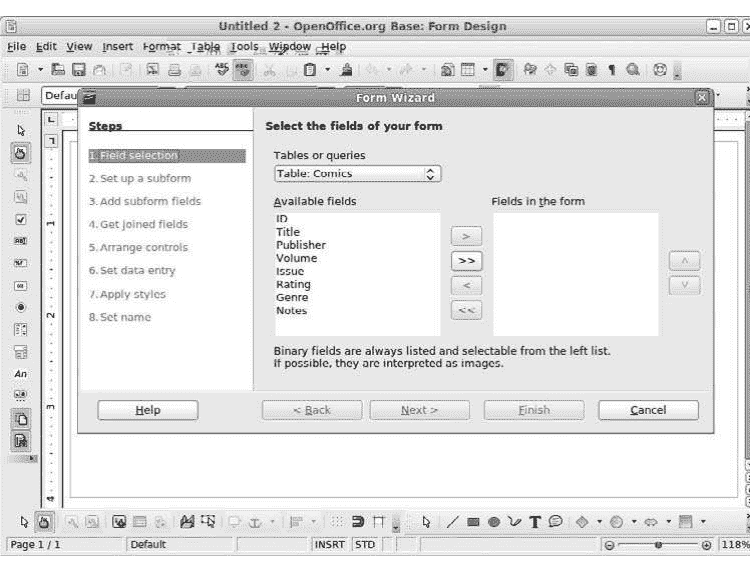 Untitled 2 - OpenOffice.org Base: Form Design
File Edit View Insert Format Table Tools Window Help
Defau
Form Wizard
Steps
1. Field selection
2. Set up a subform
3. Add subform fields
4. Get joined fields
5. Arrange controls
6. Set data entry
7. Apply styles
8. Set name
Select the fields of your form
Tables or queries
Table: Comics
Available fields
Fields in the form
ID
Title
Publisher
Volume
Issue
Rating
Genre
Notes
>
>>
<
<<
Binary fields are always listed and selectable from the left list.
If possible, they are interpreted as images.
Help
< Back
Next >
Finish
Cancel
Page 1 / 1
Default
INSRT
STD
118%